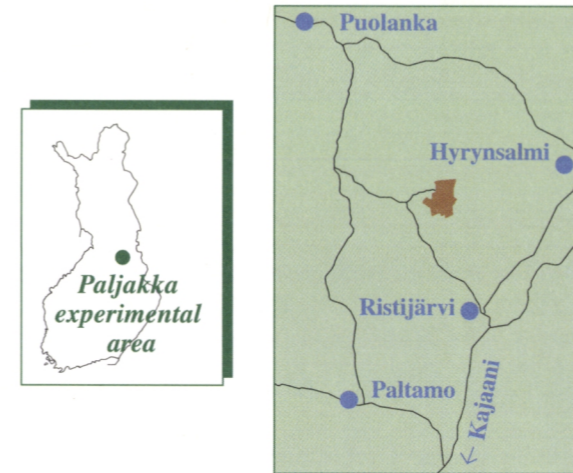 Paljakka
experimental
area
Puolanka
Hyrynsalmi
Ristijärvi
Paltamo
← Kajaani